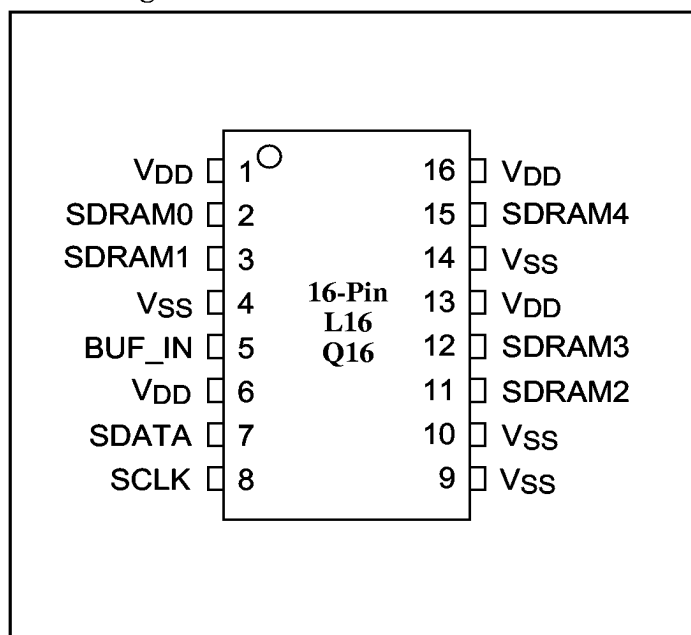 VDD 1 16 VDD
SDRAM0 2 15 SDRAM4
SDRAM1 3 14 VSS
VSS 4 16-Pin 13 VDD
L16
BUF_IN 5 Q16 12 SDRAM3
VDD 6 11 SDRAM2
SDATA 7 10 VSS
SCLK 8 9 VSS